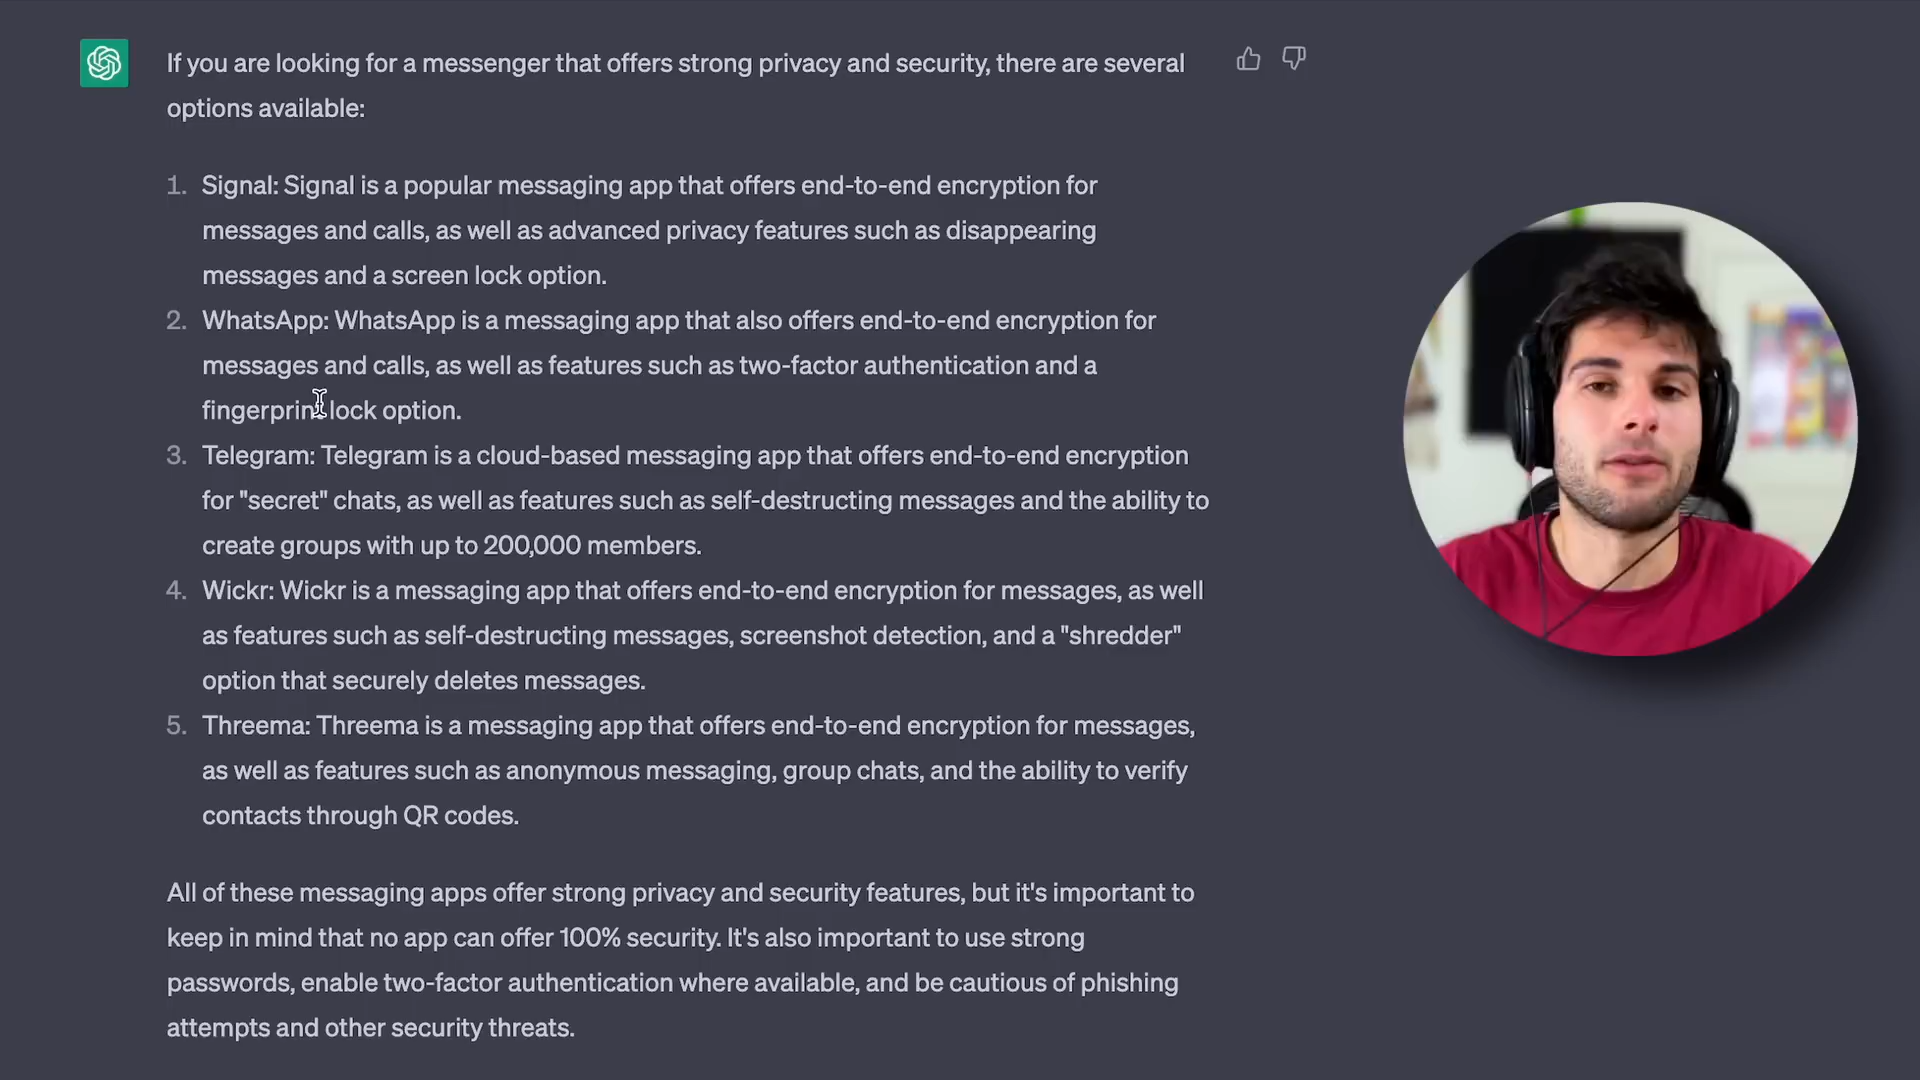 If you are looking for a messenger that offers strong privacy and security, there are several
options available:
1. Signal: Signal is a popular messaging app that offers end-to-end encryption for
messages and calls, as well as advanced privacy features such as disappearing
messages and a screen lock option.
2. WhatsApp: WhatsApp is a messaging app that also offers end-to-end encryption for
messages and calls, as well as features such as two-factor authentication and a
fingerprint lock option.
3. Telegram: Telegram is a cloud-based messaging app that offers end-to-end encryption
for "secret" chats, as well as features such as self-destructing messages and the ability to
create groups with up to 200,000 members.
4. Wickr: Wickr is a messaging app that offers end-to-end encryption for messages, as well
as features such as self-destructing messages, screenshot detection, and a "shredder"
option that securely deletes messages.
5. Threema: Threema is a messaging app that offers end-to-end encryption for messages,
as well as features such as anonymous messaging, group chats, and the ability to verify
contacts through QR codes.
All of these messaging apps offer strong privacy and security features, but it's important to
keep in mind that no app can offer 100% security. It's also important to use strong
passwords, enable two-factor authentication where available, and be cautious of phishing
attempts and other security threats.